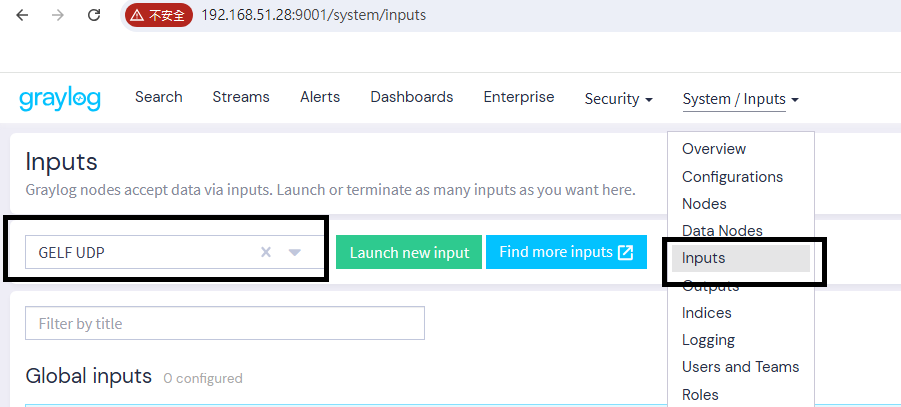 不安全 192.168.51.28:9001/system/inputs
graylog Search Streams Alerts Dashboards Enterprise Security System / Inputs
Overview
Configurations
Nodes
Data Nodes
Inputs
Outputs
Indices
Logging
Users and Teams
Roles
Inputs
Graylog nodes accept data via inputs. Launch or terminate as many inputs as you want here.
GELF UDP Launch new input Find more inputs
Filter by title
Global inputs 0 configured